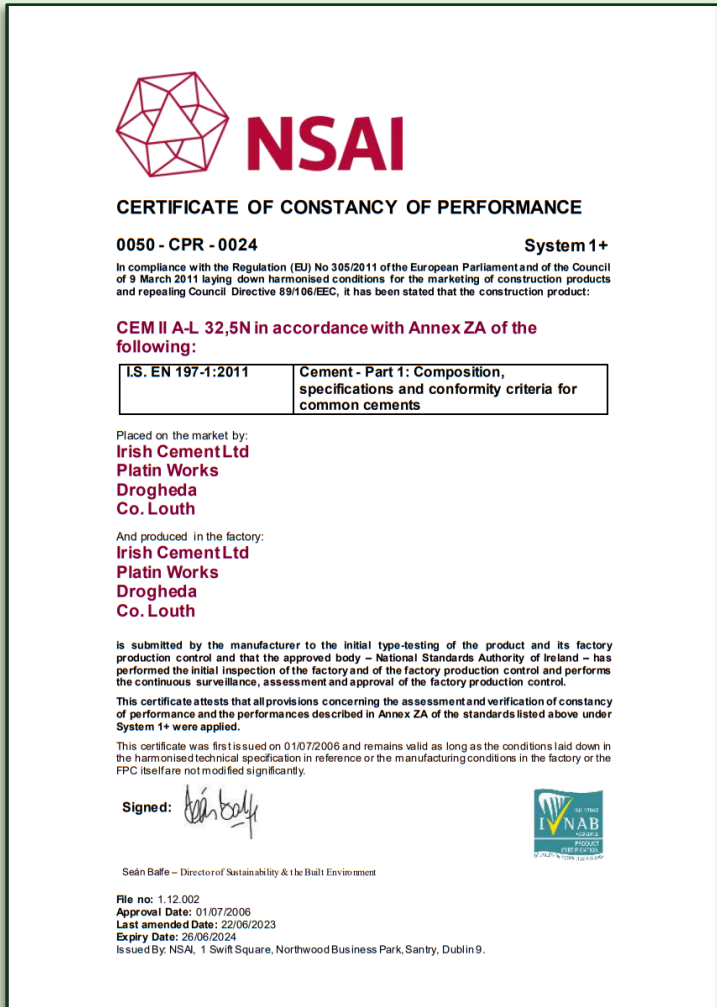 NSAI
CERTIFICATE OF CONSTANCY OF PERFORMANCE
0050 - CPR - 0024 System 1+
In compliance with the Regulation (EU) No 305/2011 of the European Parliament and of the Council
of 9 March 2011 laying down harmonised conditions for the marketing of construction products
and repealing Council Directive 89/106/EEC, it has been stated that the construction product:
CEM II A-L 32,5N in accordance with Annex ZA of the
following:
I.S. EN 197-1:2011 Cement - Part 1: Composition,
specifications and conformity criteria for
common cements
Placed on the market by:
Irish Cement Ltd
Platin Works
Drogheda
Co. Louth
And produced in the factory:
Irish Cement Ltd
Platin Works
Drogheda
Co. Louth
is submitted by the manufacturer to the initial type-testing of the product and its factory
production control and that the approved body – National Standards Authority of Ireland – has
performed the initial inspection of the factory and of the factory production control and performs
the continuous surveillance, assessment and approval of the factory production control.
This certificate attests that all provisions concerning the assessment and verification of constancy
of performance and the performances described in Annex ZA of the standards listed above under
System 1+ were applied.
This certificate was first issued on 01/07/2006 and remains valid as long as the conditions laid down in
the harmonised technical specification in reference or the manufacturing conditions in the factory or the
FPC itself are not modified significantly.
Signed: Seán Balfe
INAB
PRODUCT
CERTIFICATION
Seán Balfe – Director of Sustainability & the Built Environment
File no: 1.12.002
Approval Date: 01/07/2006
Last amended Date: 22/06/2023
Expiry Date: 26/06/2024
Issued By: NSAI, 1 Swift Square, Northwood Business Park, Santry, Dublin 9.